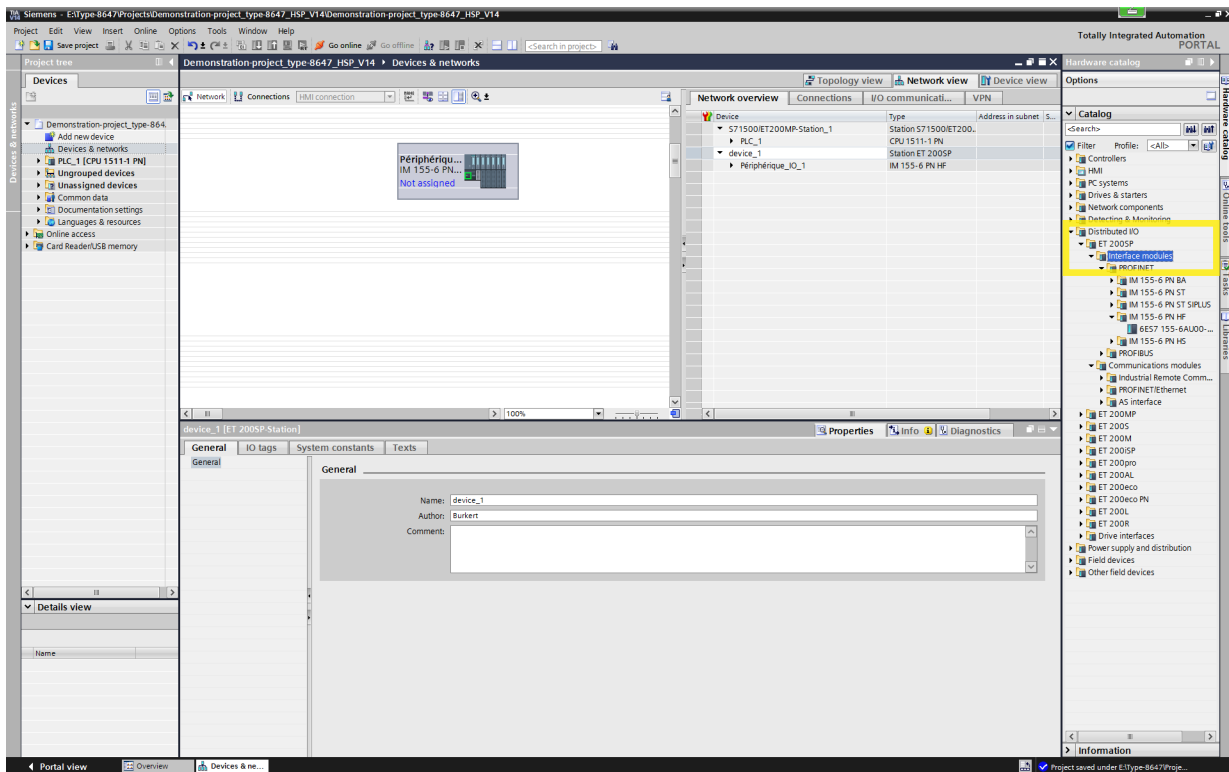 Siemens - E:\Type-8647\Projects\Demonstration-project_type-8647_HSP_V14\Demonstration-project_type-8647_HSP_V14
Project Edit View Insert Online Options Tools Window Help
Totally Integrated Automation
PORTAL
Save project Go online Go offline <Search in project>
Project tree
Demonstration-project_type-8647_HSP_V14 Devices & networks
Hardware catalog
Devices
Topology view Network view Device view
Options
Network Connections HMI connection
Network overview Connections I/O communicati... VPN
Devices & networks
Demonstration-project_type-864.
Add new device
Devices & networks
PLC_1 [CPU 1511-1 PN]
Ungrouped devices
Unassigned devices
Common data
Documentation settings
Languages & resources
Online access
Card Reader/USB memory
Périphériqu...
IM 155-6 PN...
Not assigned
Device Type Address in subnet S...
S71500/ET200MP-Station_1 Station S71500/ET200..
PLC_1 CPU 1511-1 PN
device_1 Station ET 200SP
Périphérique_IO_1 IM 155-6 PN HF
Catalog
<Search>
Filter Profile: <All>
Controllers
HMI
PC systems
Drives & starters
Network components
Detecting & Monitoring
Distributed I/O
ET 200SP
Interface modules
PROFINET
IM 155-6 PN BA
IM 155-6 PN ST
IM 155-6 PN ST SIPLUS
IM 155-6 PN HF
6ES7 155-6AU00-...
IM 155-6 PN HS
PROFIBUS
Communications modules
Industrial Remote Comm...
PROFINET/Ethernet
AS interface
ET 200MP
ET 200S
ET 200M
ET 200iSP
ET 200pro
ET 200AL
ET 200eco
ET 200eco PN
ET 200L
ET 200R
Drive interfaces
Power supply and distribution
Field devices
Other field devices
Hardware catalog
Online tools
Tasks
Libraries
100%
device_1 [ET 200SP-Station]
Properties Info Diagnostics
General IO tags System constants Texts
General
General
Name: device_1
Author: Burkert
Comment:
Details view
Name
Information
Portal view Overview Devices & ne...
Project saved under E:\Type-8647\Proje...